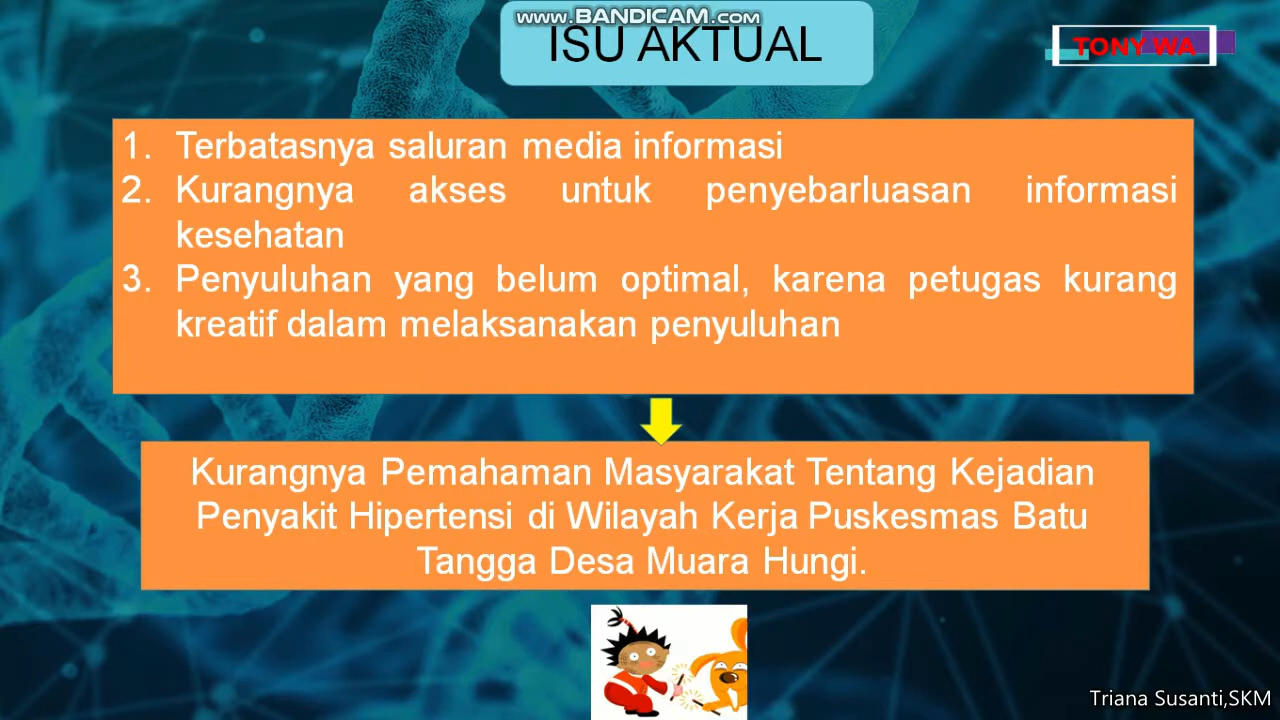 www.BANDICAM.com
ISU AKTUAL
TONY WA
1. Terbatasnya saluran media informasi
2. Kurangnya akses untuk penyebarluasan informasi
kesehatan
3. Penyuluhan yang belum optimal, karena petugas kurang
kreatif dalam melaksanakan penyuluhan
Kurangnya Pemahaman Masyarakat Tentang Kejadian
Penyakit Hipertensi di Wilayah Kerja Puskesmas Batu
Tangga Desa Muara Hungi.
Triana Susanti,SKM